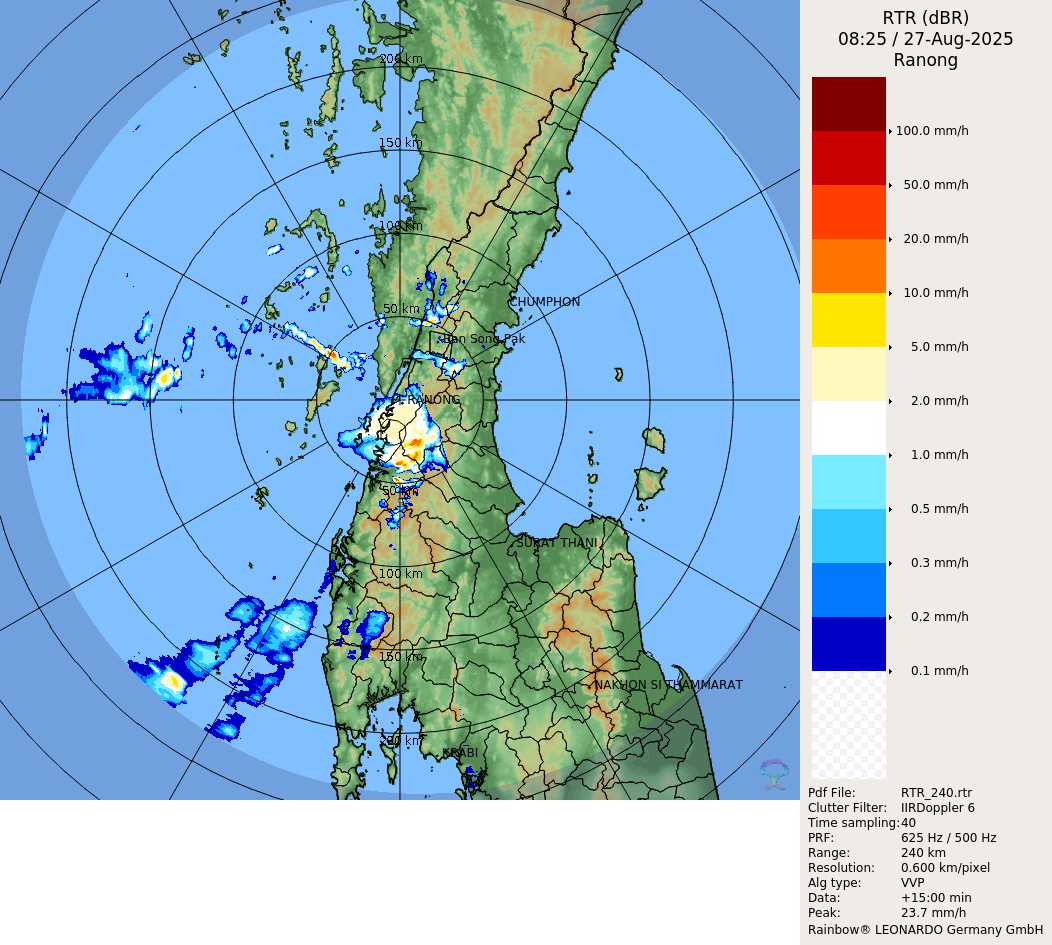 RTR (dBR)
08:25 / 27-Aug-2025
Ranong
200 km
150 km
100 km
50 km
CHUMPHON
Ban Song Pak
RANONG
50 km
SURAT THANI
100 km
150 km
NAKHON SI THAMMARAT
200 km
KRABI
100.0 mm/h
50.0 mm/h
20.0 mm/h
10.0 mm/h
5.0 mm/h
2.0 mm/h
1.0 mm/h
0.5 mm/h
0.3 mm/h
0.2 mm/h
0.1 mm/h
Pdf File: RTR_240.rtr
Clutter Filter: IIRDoppler 6
Time sampling:40
PRF: 625 Hz / 500 Hz
Range: 240 km
Resolution: 0.600 km/pixel
Alg type: VVP
Data: +15:00 min
Peak: 23.7 mm/h
Rainbow® LEONARDO Germany GmbH